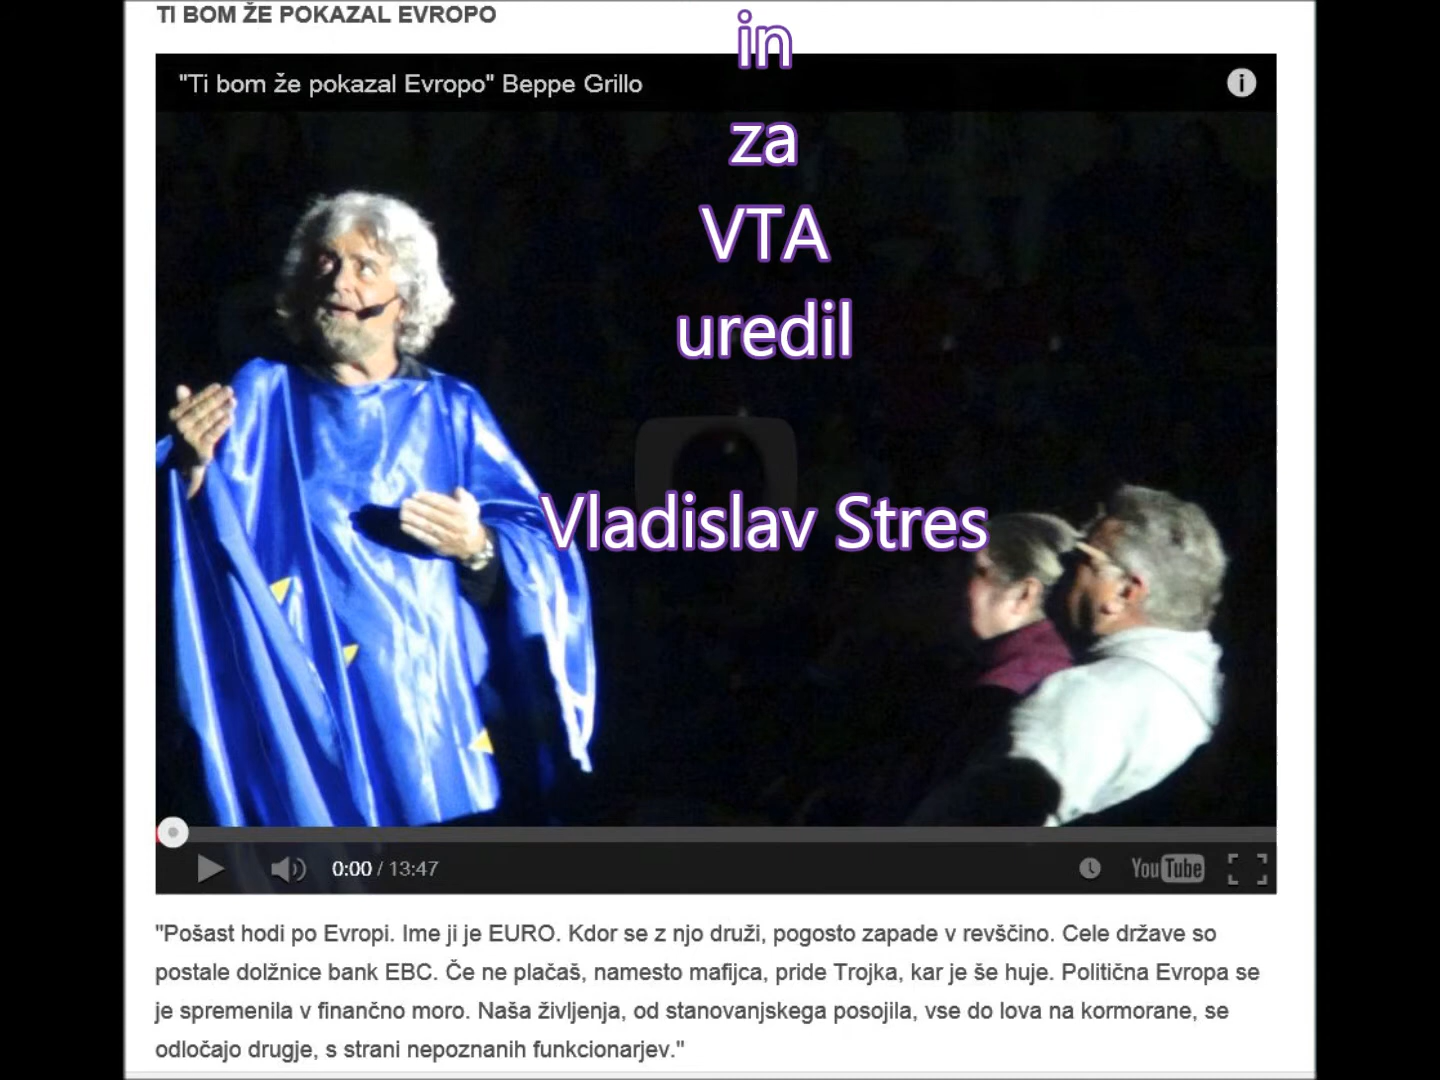 TI BOM ŽE POKAZAL EVROPO
in
"Ti bom že pokazal Evropo" Beppe Grillo
za
VTA
uredil
Vladislav Stres
0:00 / 13:47
YouTube
"Pošast hodi po Evropi. Ime ji je EURO. Kdor se z njo druži, pogosto zapade v revščino. Cele države so
postale dolžnice bank EBC. Če ne plačaš, namesto mafijca, pride Trojka, kar je še huje. Politična Evropa se
je spremenila v finančno moro. Naša življenja, od stanovanjskega posojila, vse do lova na kormorane, se
odločajo drugje, s strani nepoznanih funkcionarjev."